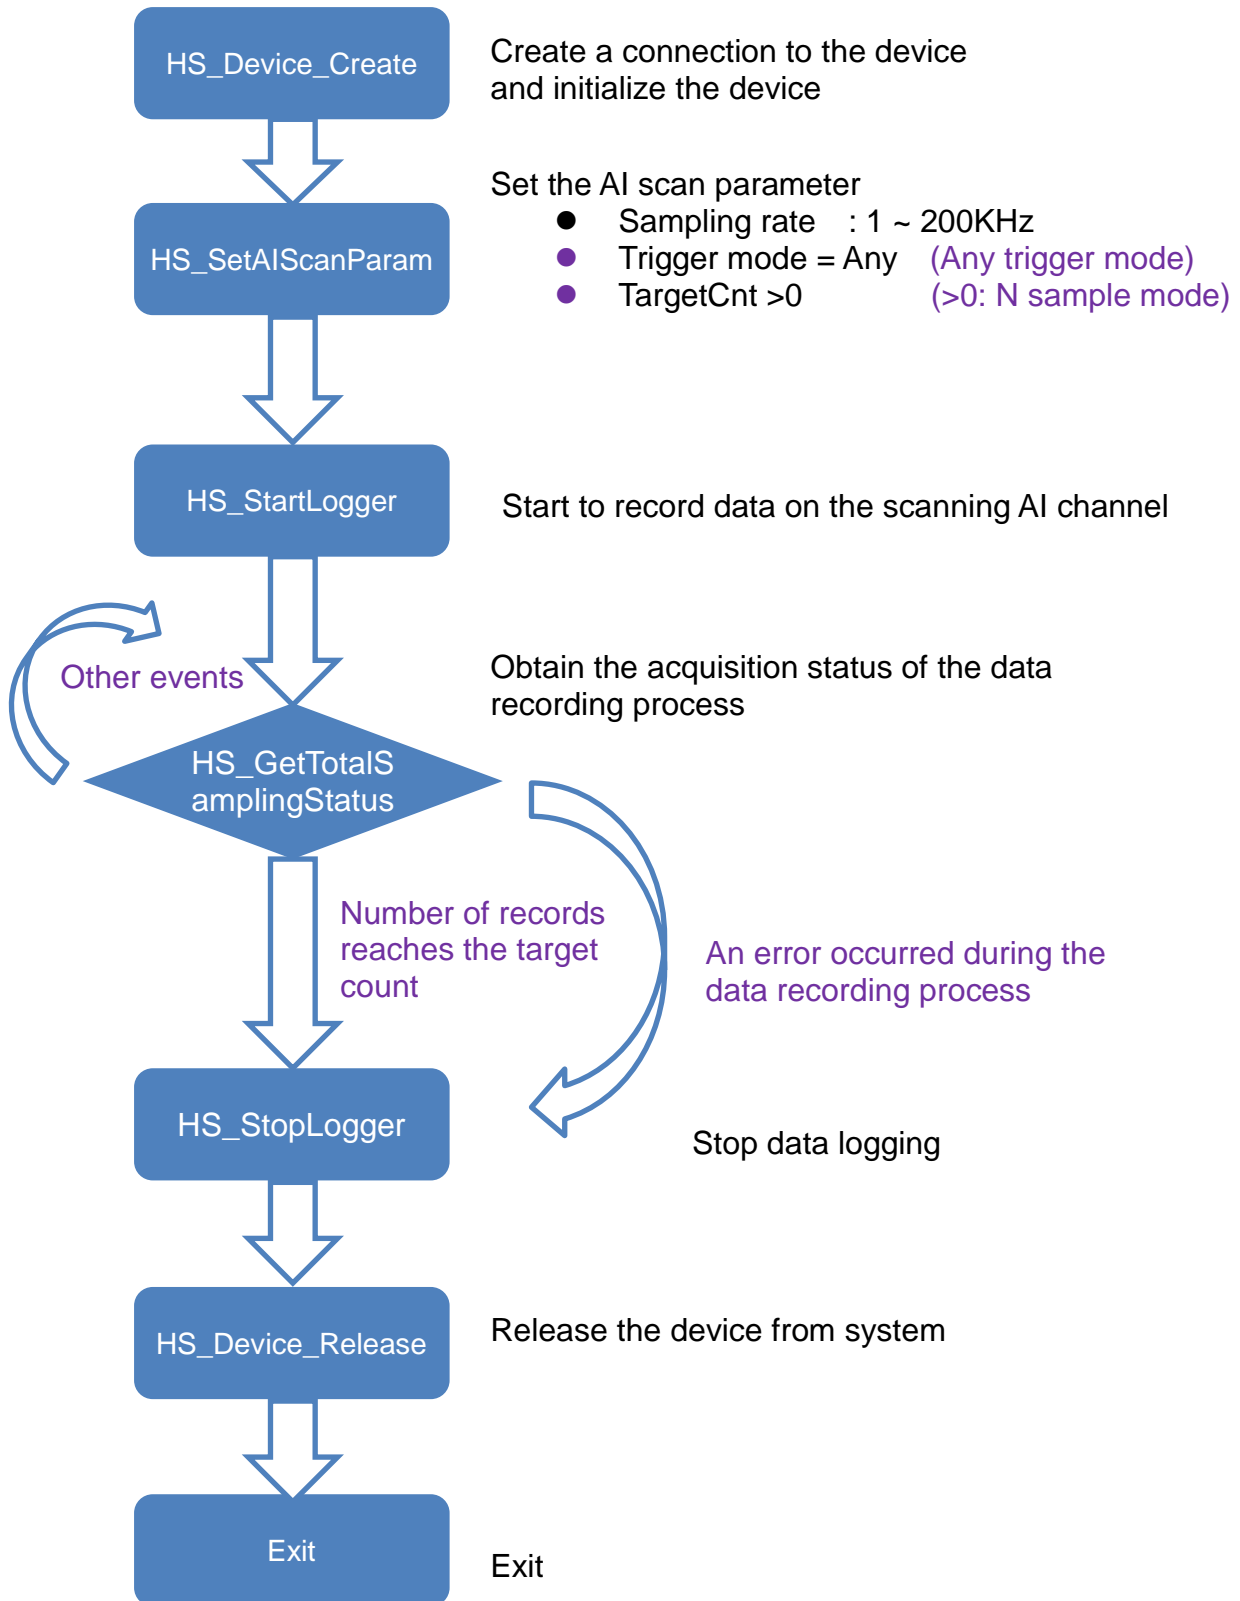 HS_Device_Create
Create a connection to the device
and initialize the device
HS_SetAIScanParam
Set the AI scan parameter
● Sampling rate : 1 ~ 200KHz
● Trigger mode = Any (Any trigger mode)
● TargetCnt >0 (>0: N sample mode)
HS_StartLogger
Start to record data on the scanning AI channel
Other events
Obtain the acquisition status of the data
recording process
HS_GetTotalS
amplingStatus
Number of records
reaches the target
count
An error occurred during the
data recording process
HS_StopLogger
Stop data logging
HS_Device_Release
Release the device from system
Exit
Exit